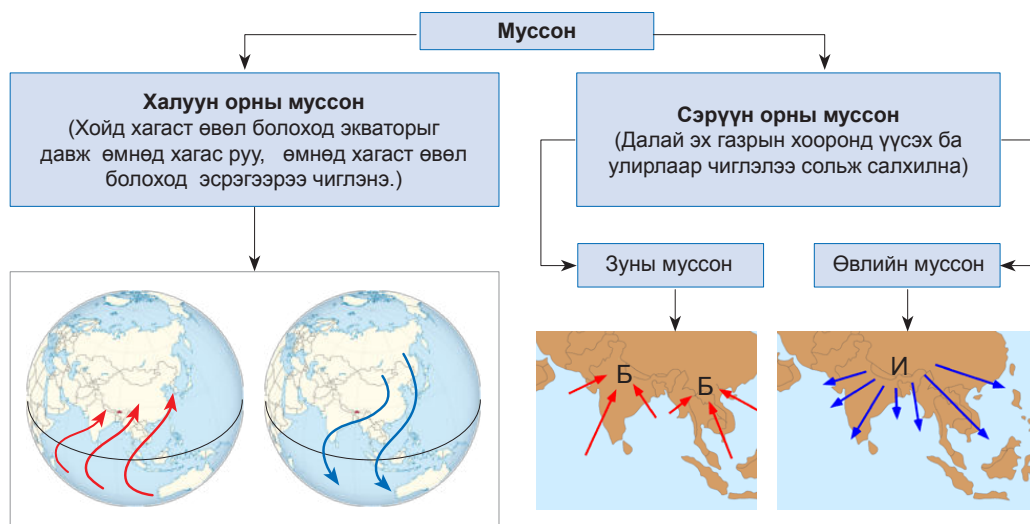 Муссон
Халуун орны муссон
(Хойд хагаст өвөл болоход экваторыг
давж өмнөд хагас руу, өмнөд хагаст өвөл
болоход эсрэгээрээ чиглэнэ.)
Сэрүүн орны муссон
(Далай эх газрын хооронд үүсэх ба
улирлаар чиглэлээ сольж салхилна)
Зуны муссон
Өвлийн муссон
Б
Б
И